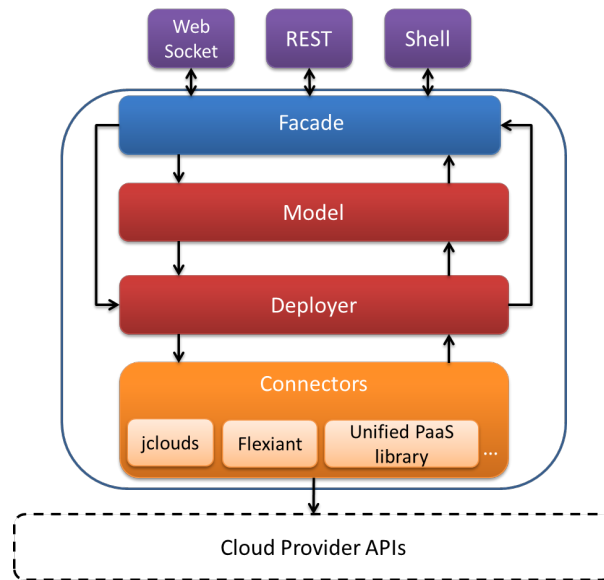 Web
Socket
REST
Shell
Facade
Model
Deployer
Connectors
jclouds
Flexiant
Unified PaaS
library
...
Cloud Provider APIs